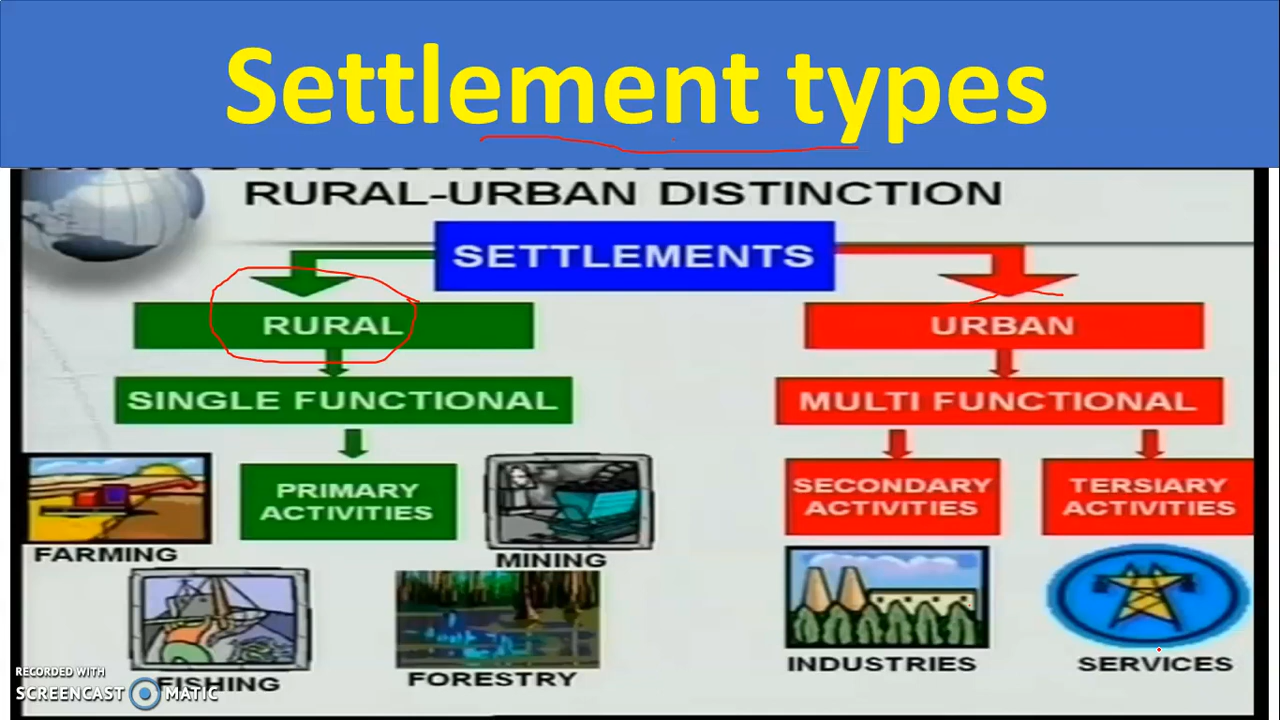 Settlement types
RURAL-URBAN DISTINCTION
SETTLEMENTS
RURAL
URBAN
SINGLE FUNCTIONAL
MULTI FUNCTIONAL
PRIMARY
ACTIVITIES
SECONDARY
ACTIVITIES
TERSIARY
ACTIVITIES
FARMING
MINING
FISHING
FORESTRY
INDUSTRIES
SERVICES
RECORDED WITH
SCREENCAST MATIC